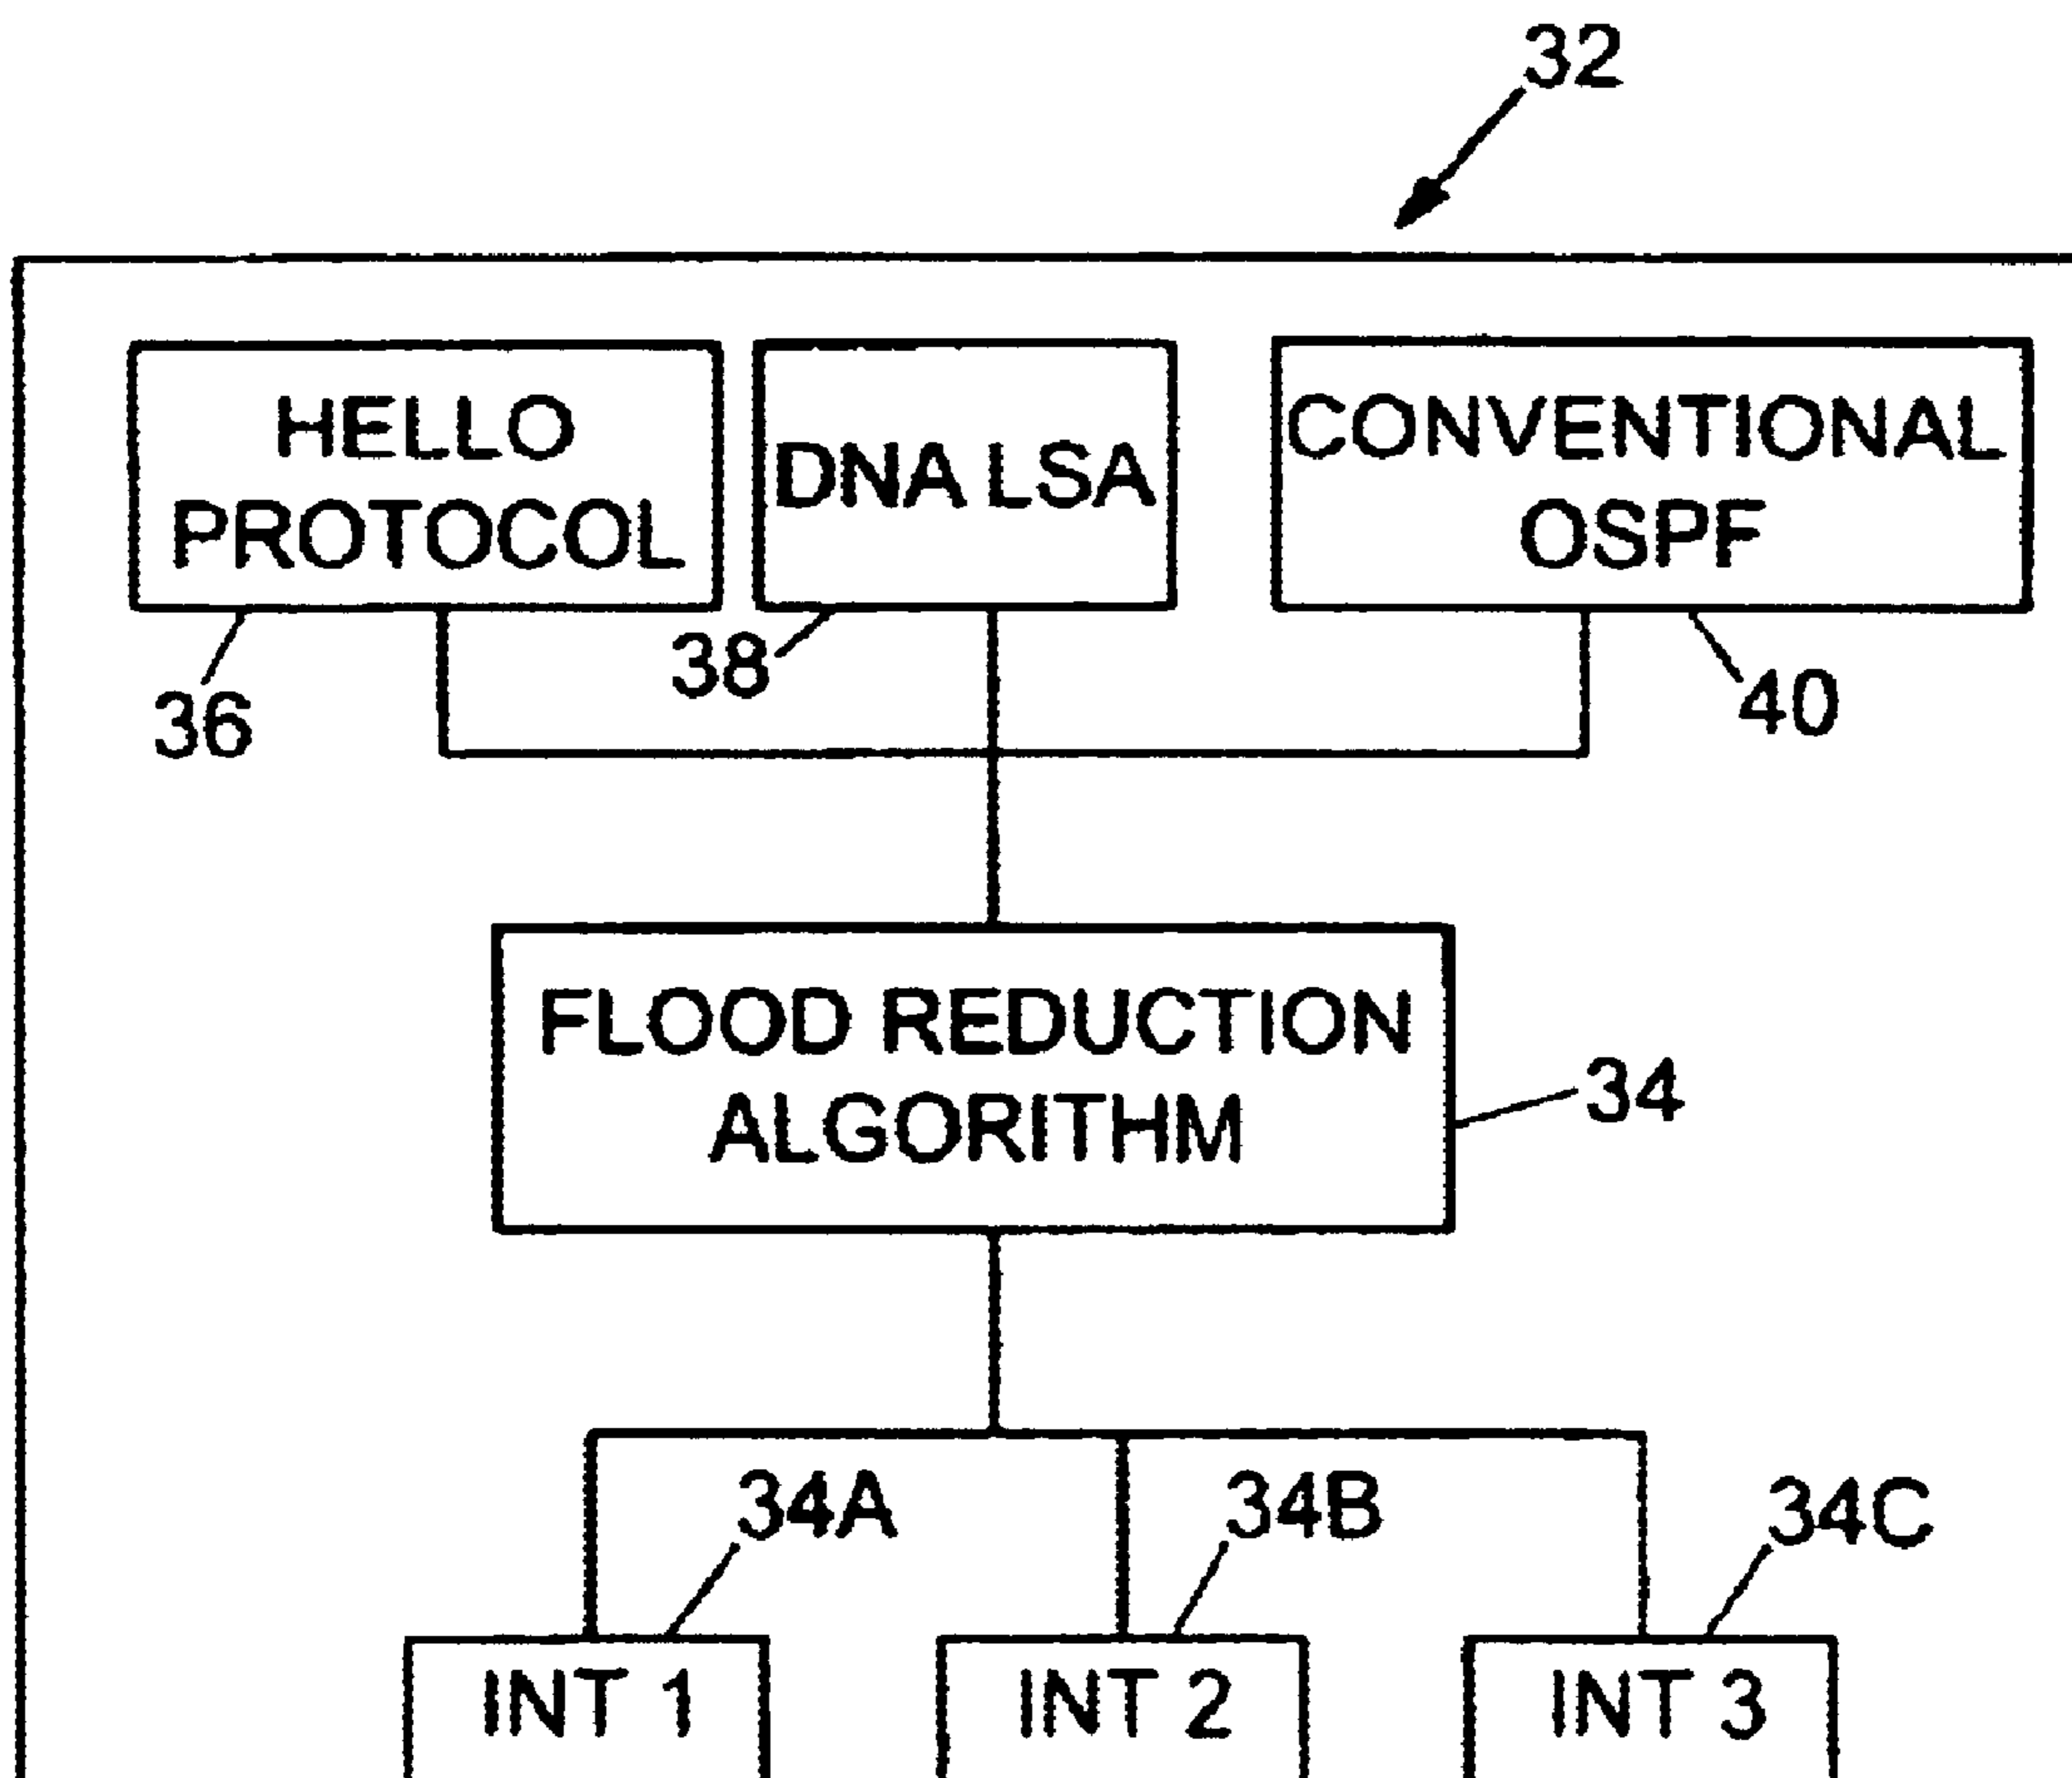 32
HELLO
PROTOCOL
DNA LSA
CONVENTIONAL
OSPF
36
38
40
FLOOD REDUCTION
ALGORITHM
34
34A
34B
34C
INT 1
INT 2
INT 3